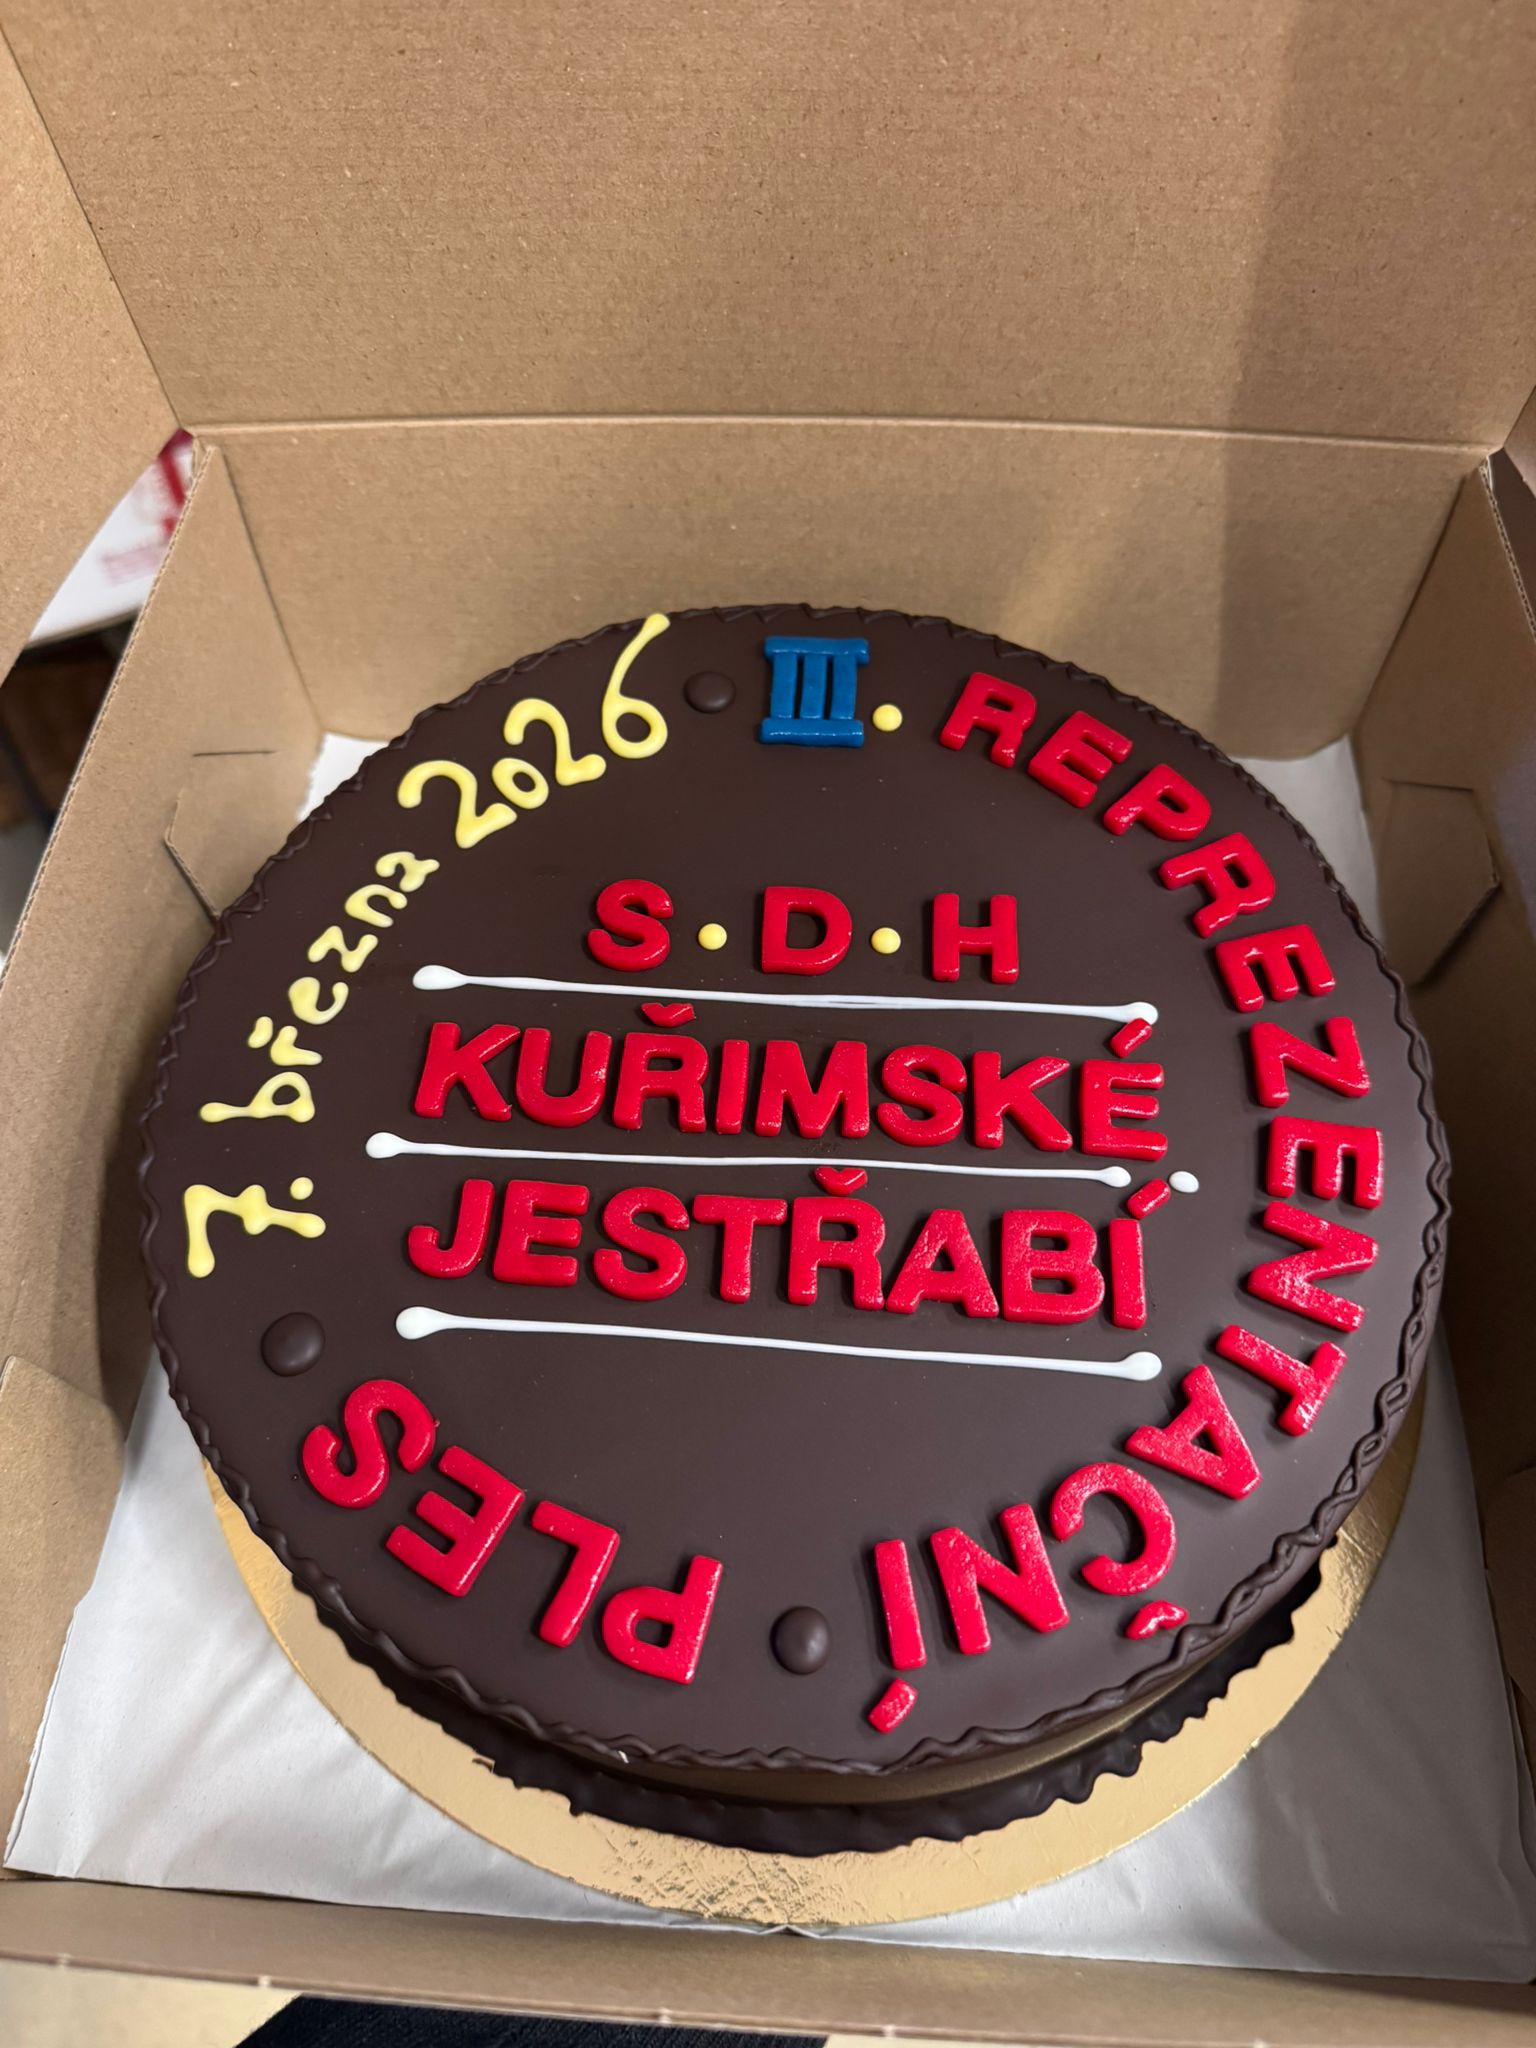 III. REPREZENTAČNÍ PLES
7. března 2026
S.D.H
KUŘIMSKÉ
JESTŘABÍ